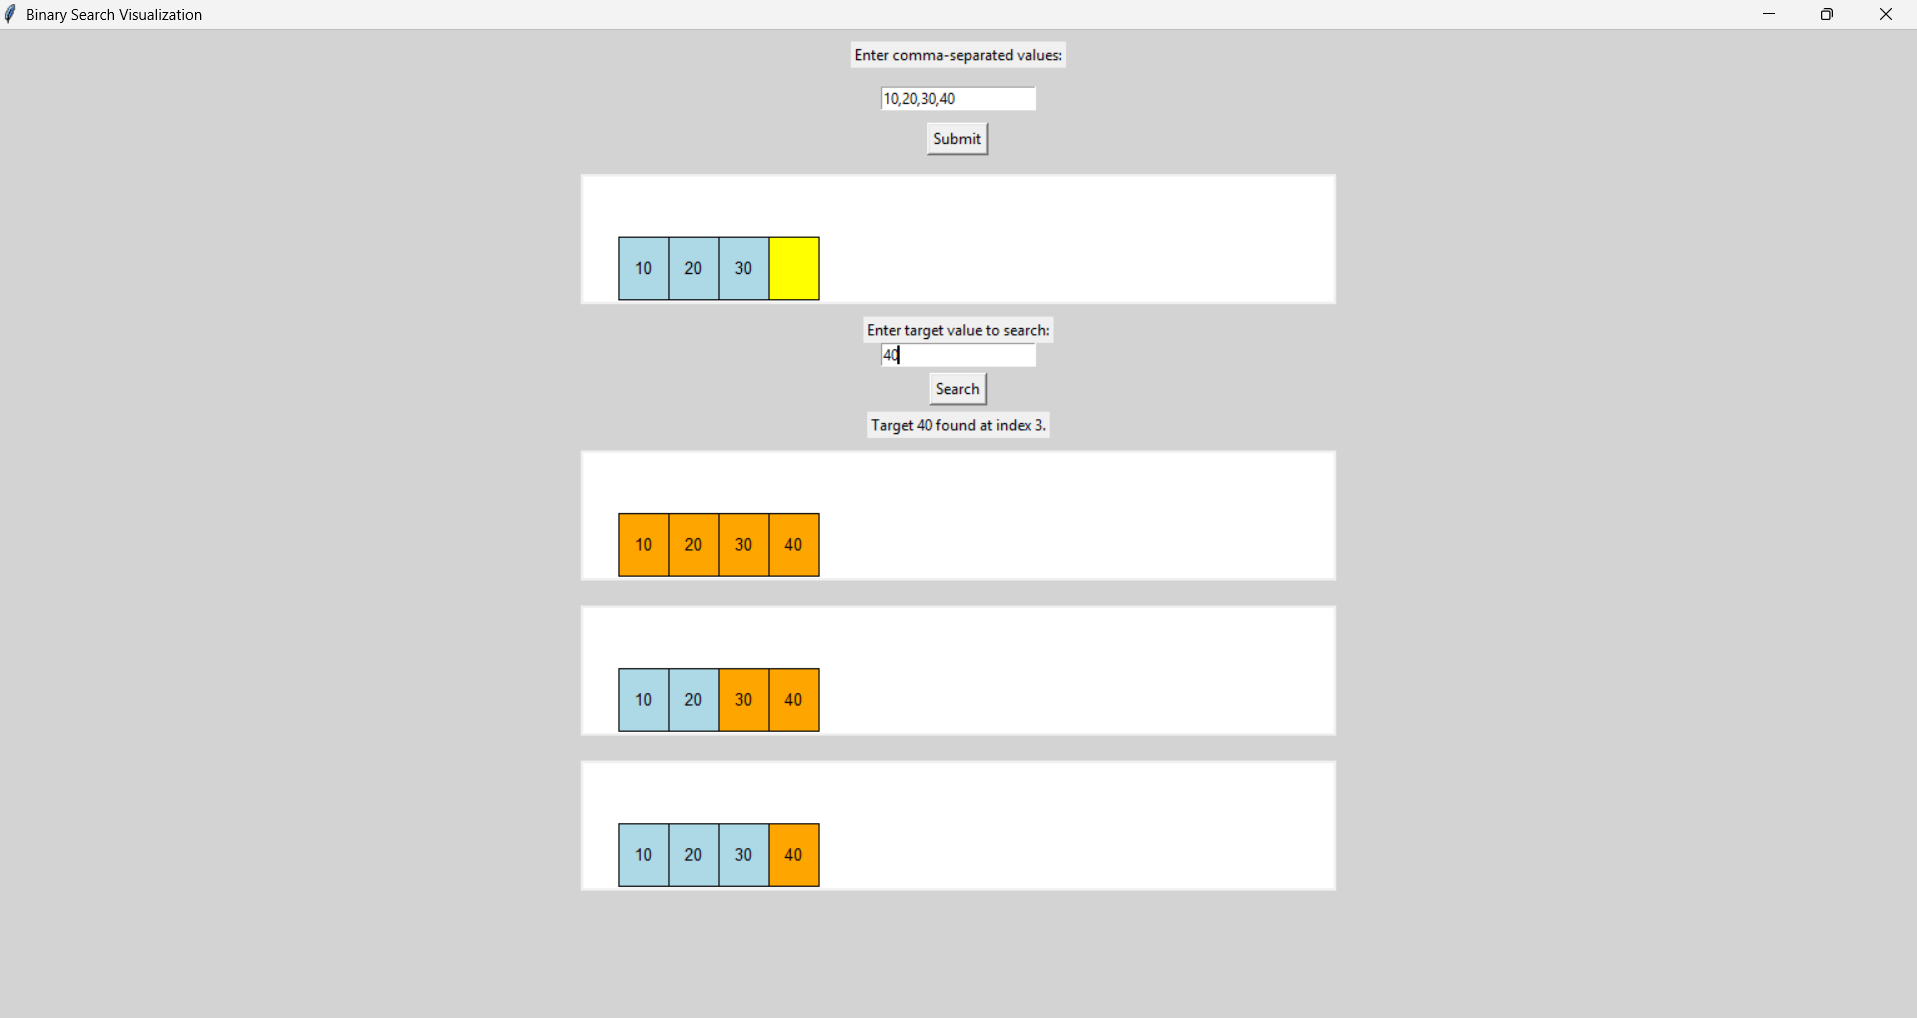 Binary Search Visualization
Enter comma-separated values:
10,20,30,40
Submit
10 20 30
Enter target value to search:
40
Search
Target 40 found at index 3.
10 20 30 40
10 20 30 40
10 20 30 40